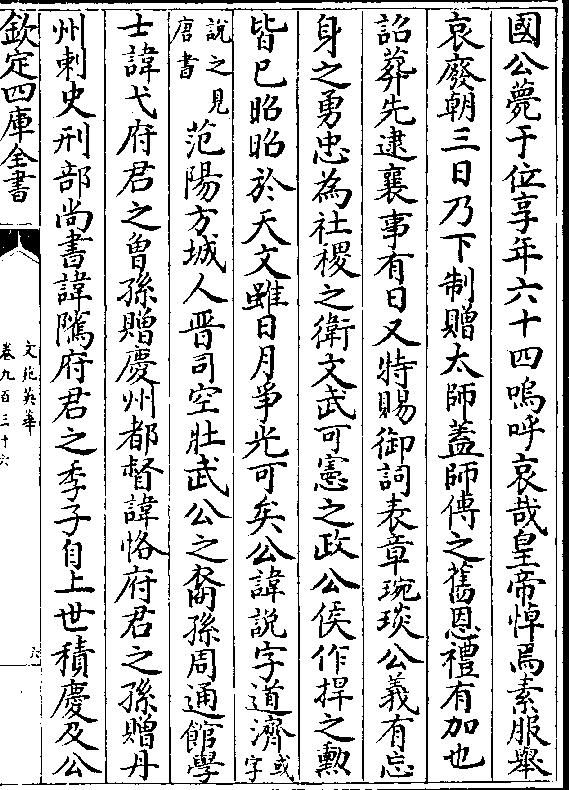 國公薨于位享年六十四嗚呼哀哉皇帝悼焉素服舉
哀廢朝三日乃下制贈太師蓋師傅之舊恩禮有加也
詔葬先逮襄事有日又特賜御詞表章琬琰公義有忘
身之勇忠為社稷之衛文武可憲之政公侯作捍之勲
皆已昭昭於天文雖日月爭光可矣公諱說字道濟或字
說之見唐書范陽方城人晉司空壯武公之裔孫周通館學
士諱弋府君之曾孫贈慶州都督諱恪府君之孫贈丹
州刺史刑部尚書諱隲府君之季子自上世積慶及公
欽定四庫全書
文苑英華
卷九百三十六